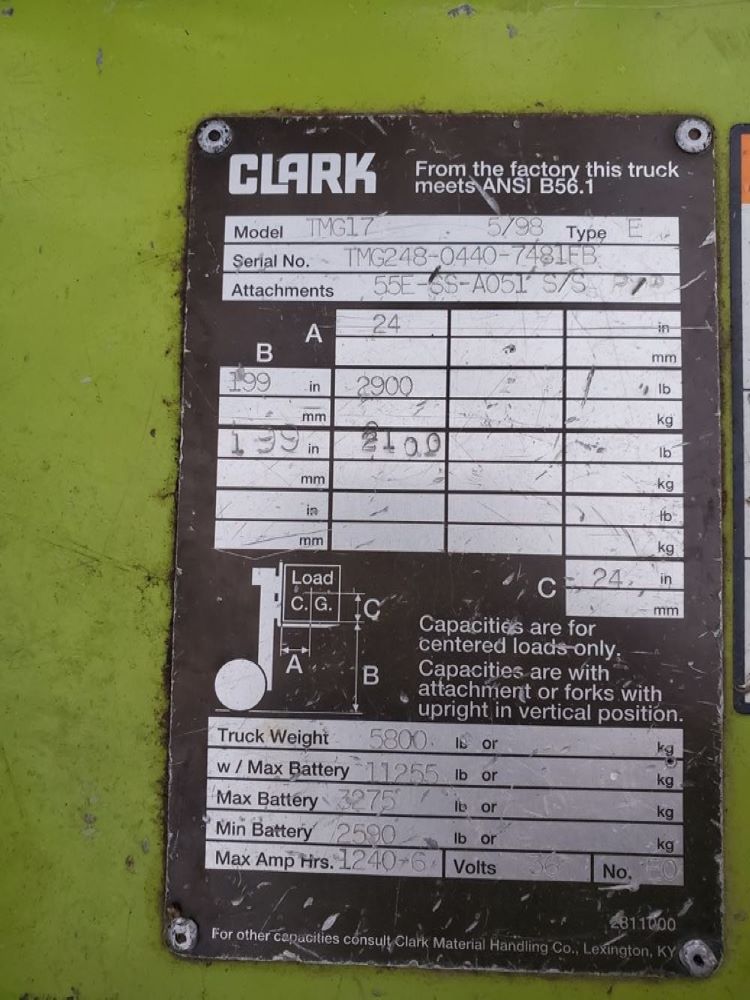 CLARK
From the factory this truck
meets ANSI B56.1
Model TMG17 5/98 Type E
Serial No. TMG248-0440-7481FB
Attachments 55E-SS-A051 S/S
A 24 in
B mm
199 in 2900 lb
mm kg
199 in 2100 lb
mm kg
in lb
mm kg
C 24 in
mm
Load
C. G.
C
A
B
Capacities are for
centered loads only.
Capacities are with
attachment or forks with
upright in vertical position.
Truck Weight 5800 lb or kg
w / Max Battery 11255 lb or kg
Max Battery 3275 lb or kg
Min Battery 2590 lb or kg
Max Amp Hrs. 1240-6 Volts 36 No.
2811000
For other capacities consult Clark Material Handling Co., Lexington, KY